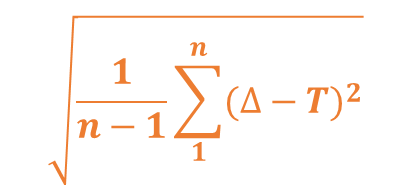 √(1/(n − 1) ∑₁ⁿ (Δ − T)²)